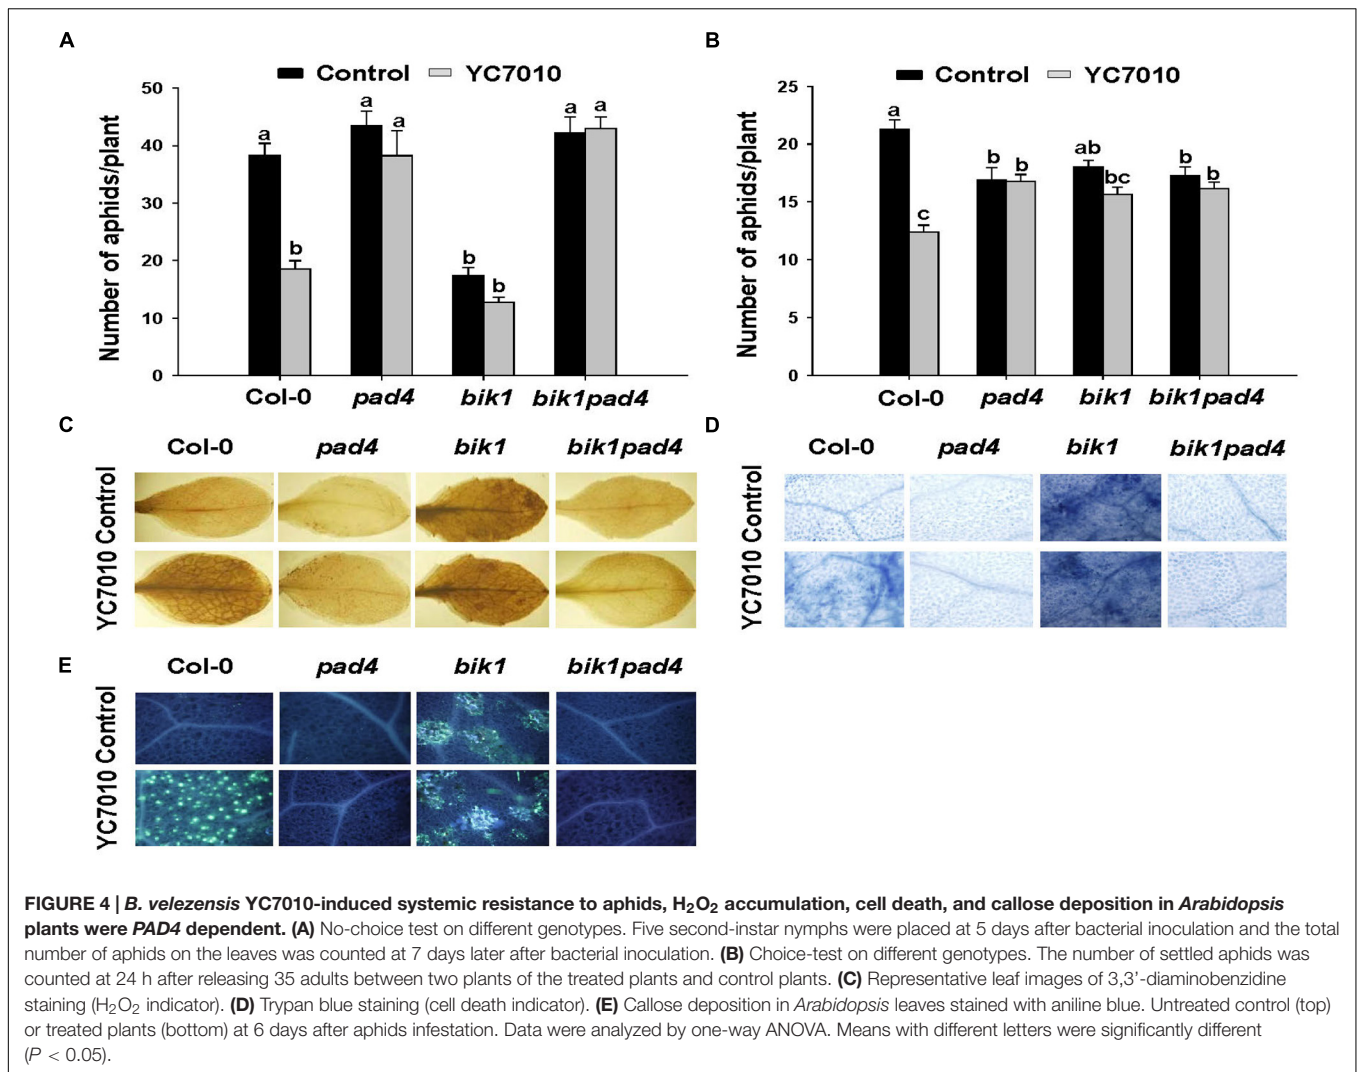 A
Control YC7010
Number of aphids/plant
50
40
30
20
10
0
a
b
a
a
b
b
a
a
Col-0 pad4 bik1 bik1pad4
B
Control YC7010
Number of aphids/plant
25
20
15
10
5
0
a
c
b
b
ab
bc
b
b
Col-0 pad4 bik1 bik1pad4
C
Col-0 pad4 bik1 bik1pad4
YC7010 Control
D
Col-0 pad4 bik1 bik1pad4
YC7010 Control
E
Col-0 pad4 bik1 bik1pad4
YC7010 Control
FIGURE 4 | B. velezensis YC7010-induced systemic resistance to aphids, H₂O₂ accumulation, cell death, and callose deposition in Arabidopsis
plants were PAD4 dependent. (A) No-choice test on different genotypes. Five second-instar nymphs were placed at 5 days after bacterial inoculation and the total
number of aphids on the leaves was counted at 7 days later after bacterial inoculation. (B) Choice-test on different genotypes. The number of settled aphids was
counted at 24 h after releasing 35 adults between two plants of the treated plants and control plants. (C) Representative leaf images of 3,3'-diaminobenzidine
staining (H₂O₂ indicator). (D) Trypan blue staining (cell death indicator). (E) Callose deposition in Arabidopsis leaves stained with aniline blue. Untreated control (top)
or treated plants (bottom) at 6 days after aphids infestation. Data were analyzed by one-way ANOVA. Means with different letters were significantly different
(P < 0.05).